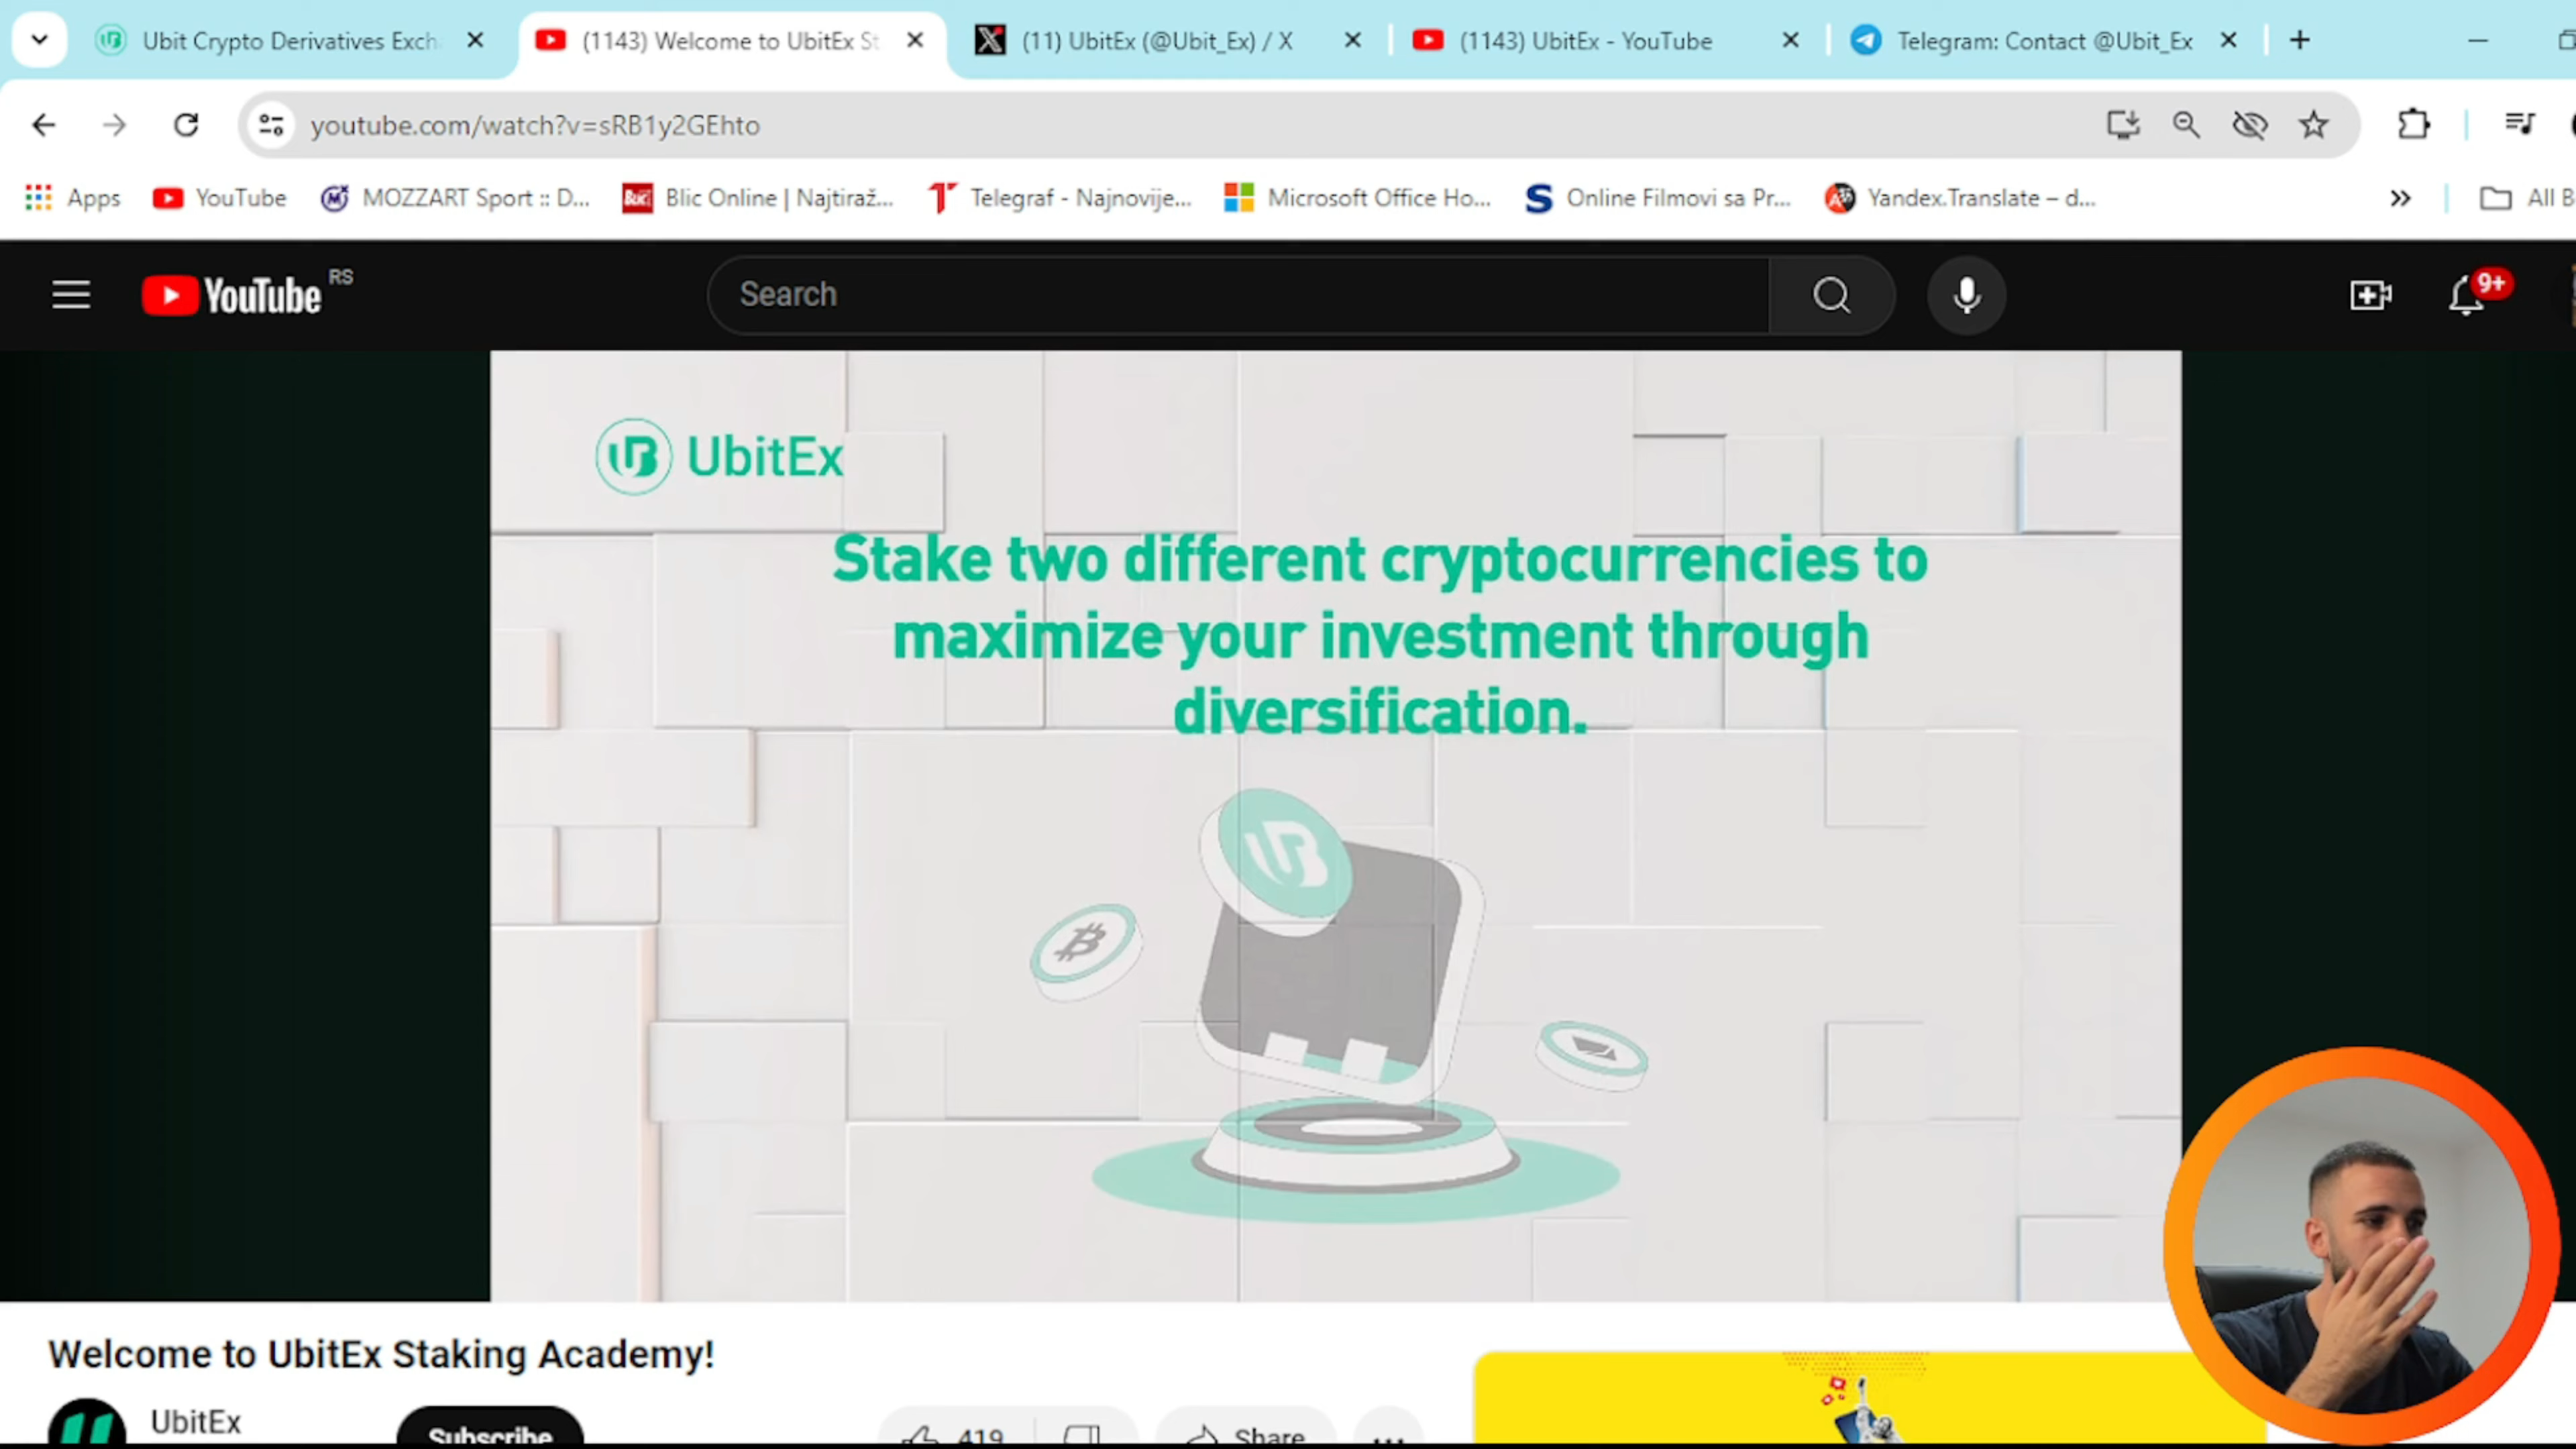 Ubit Crypto Derivatives Exch
(1143) Welcome to UbitEx St
(11) UbitEx (@Ubit_Ex) / X
(1143) UbitEx - YouTube
Telegram: Contact @Ubit_Ex
youtube.com/watch?v=sRB1y2GEhto
Apps
YouTube
MOZZART Sport :: D...
Blic Online | Najtiraž...
Telegraf - Najnovije...
Microsoft Office Ho...
Online Filmovi sa Pr...
Yandex.Translate – d...
All B
YouTube RS
Search
9+
UbitEx
Stake two different cryptocurrencies to
maximize your investment through
diversification.
Welcome to UbitEx Staking Academy!
UbitEx
Subscribe
419
Share